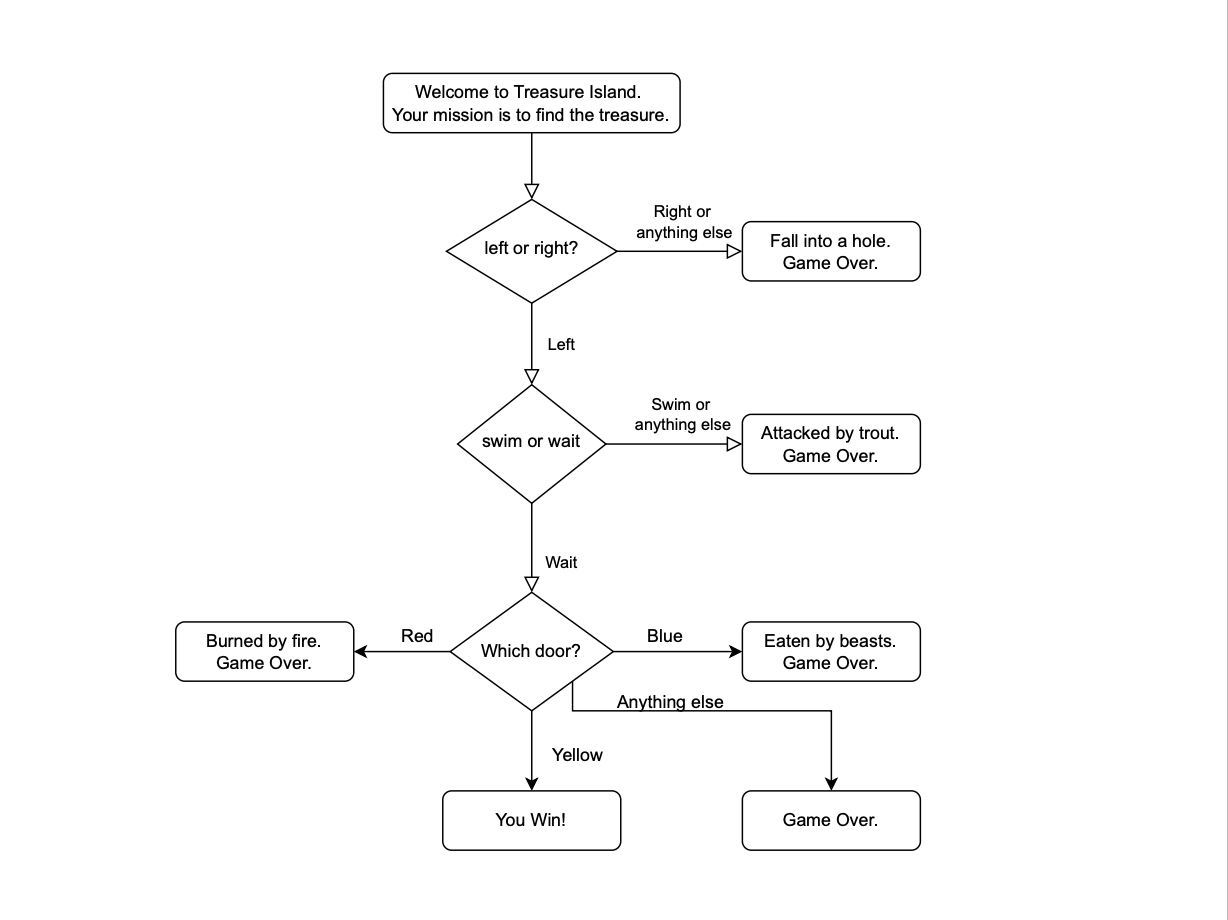 Welcome to Treasure Island.
Your mission is to find the treasure.
left or right?
Right or
anything else
Fall into a hole.
Game Over.
Left
swim or wait
Swim or
anything else
Attacked by trout.
Game Over.
Wait
Which door?
Red
Burned by fire.
Game Over.
Blue
Eaten by beasts.
Game Over.
Anything else
Yellow
You Win!
Game Over.